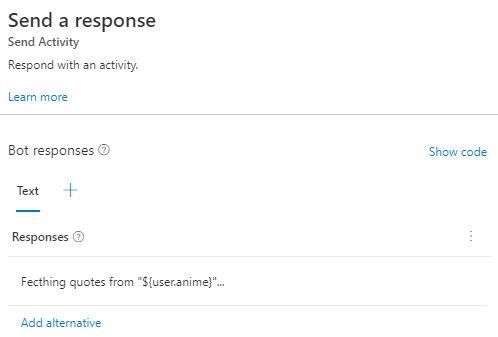 Send a response
Send Activity
Respond with an activity.
Learn more
Bot responses ?
Show code
Text +
Responses ?
Fecthing quotes from "${user.anime}"...
Add alternative